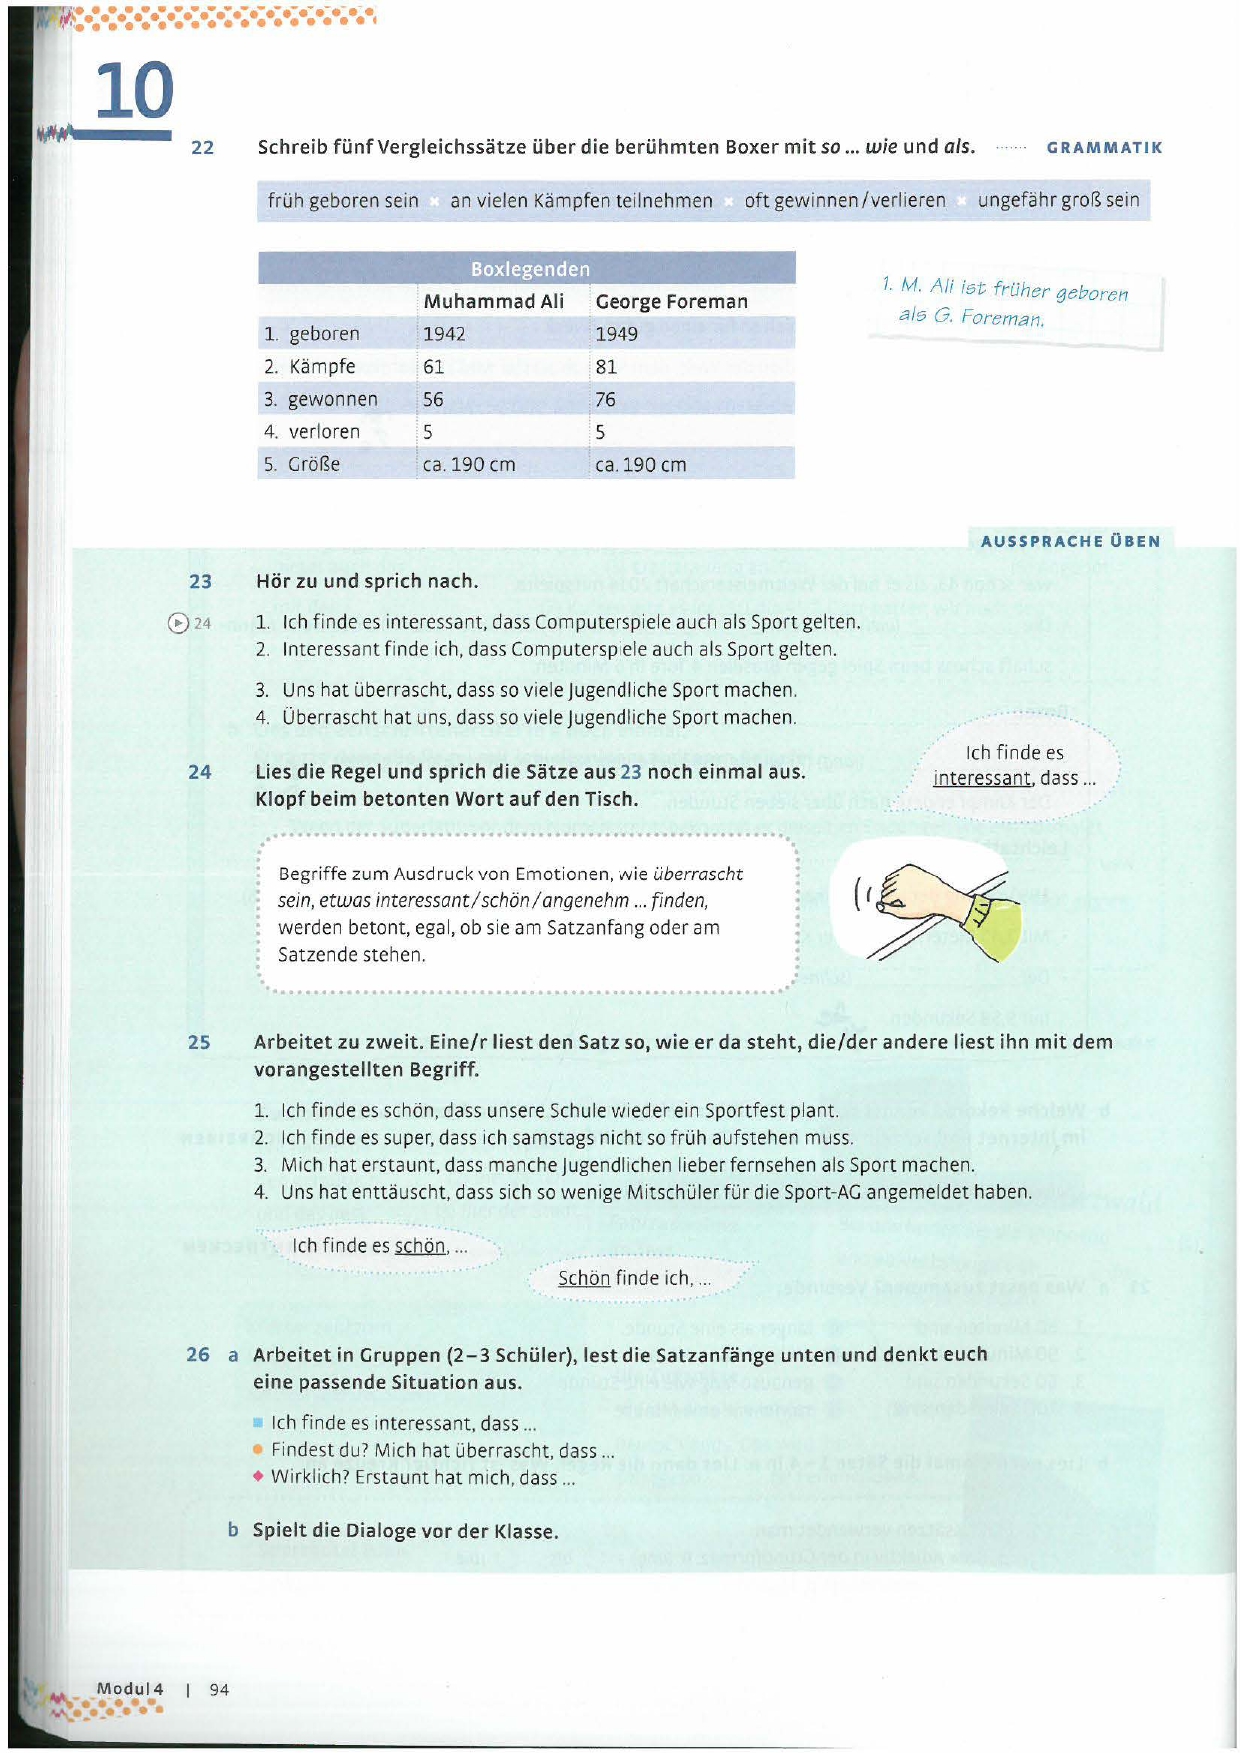 10
22 Schreib fünf Vergleichssätze über die berühmten Boxer mit so ... wie und als. ...... GRAMMATIK
früh geboren sein × an vielen Kämpfen teilnehmen × oft gewinnen/verlieren × ungefähr groß sein
Boxlegenden
Muhammad Ali George Foreman
1. geboren 1942 1949
2. Kämpfe 61 81
3. gewonnen 56 76
4. verloren 5 5
5. Größe ca. 190 cm ca. 190 cm
1. M. Ali ist früher geboren
als G. Foreman.
AUSSPRACHE ÜBEN
23 Hör zu und sprich nach.
24 1. Ich finde es interessant, dass Computerspiele auch als Sport gelten.
2. Interessant finde ich, dass Computerspiele auch als Sport gelten.
3. Uns hat überrascht, dass so viele Jugendliche Sport machen.
4. Überrascht hat uns, dass so viele Jugendliche Sport machen.
24 Lies die Regel und sprich die Sätze aus 23 noch einmal aus.
Klopf beim betonten Wort auf den Tisch.
Ich finde es
interessant, dass ...
Begriffe zum Ausdruck von Emotionen, wie überrascht
sein, etwas interessant/schön/angenehm ... finden,
werden betont, egal, ob sie am Satzanfang oder am
Satzende stehen.
25 Arbeitet zu zweit. Eine/r liest den Satz so, wie er da steht, die/der andere liest ihn mit dem
vorangestellten Begriff.
1. Ich finde es schön, dass unsere Schule wieder ein Sportfest plant.
2. Ich finde es super, dass ich samstags nicht so früh aufstehen muss.
3. Mich hat erstaunt, dass manche Jugendlichen lieber fernsehen als Sport machen.
4. Uns hat enttäuscht, dass sich so wenige Mitschüler für die Sport-AG angemeldet haben.
Ich finde es schön, ...
Schön finde ich, ...
26 a Arbeitet in Gruppen (2–3 Schüler), lest die Satzanfänge unten und denkt euch
eine passende Situation aus.
Ich finde es interessant, dass ...
Findest du? Mich hat überrascht, dass ...
Wirklich? Erstaunt hat mich, dass ...
b Spielt die Dialoge vor der Klasse.
Modul 4 | 94